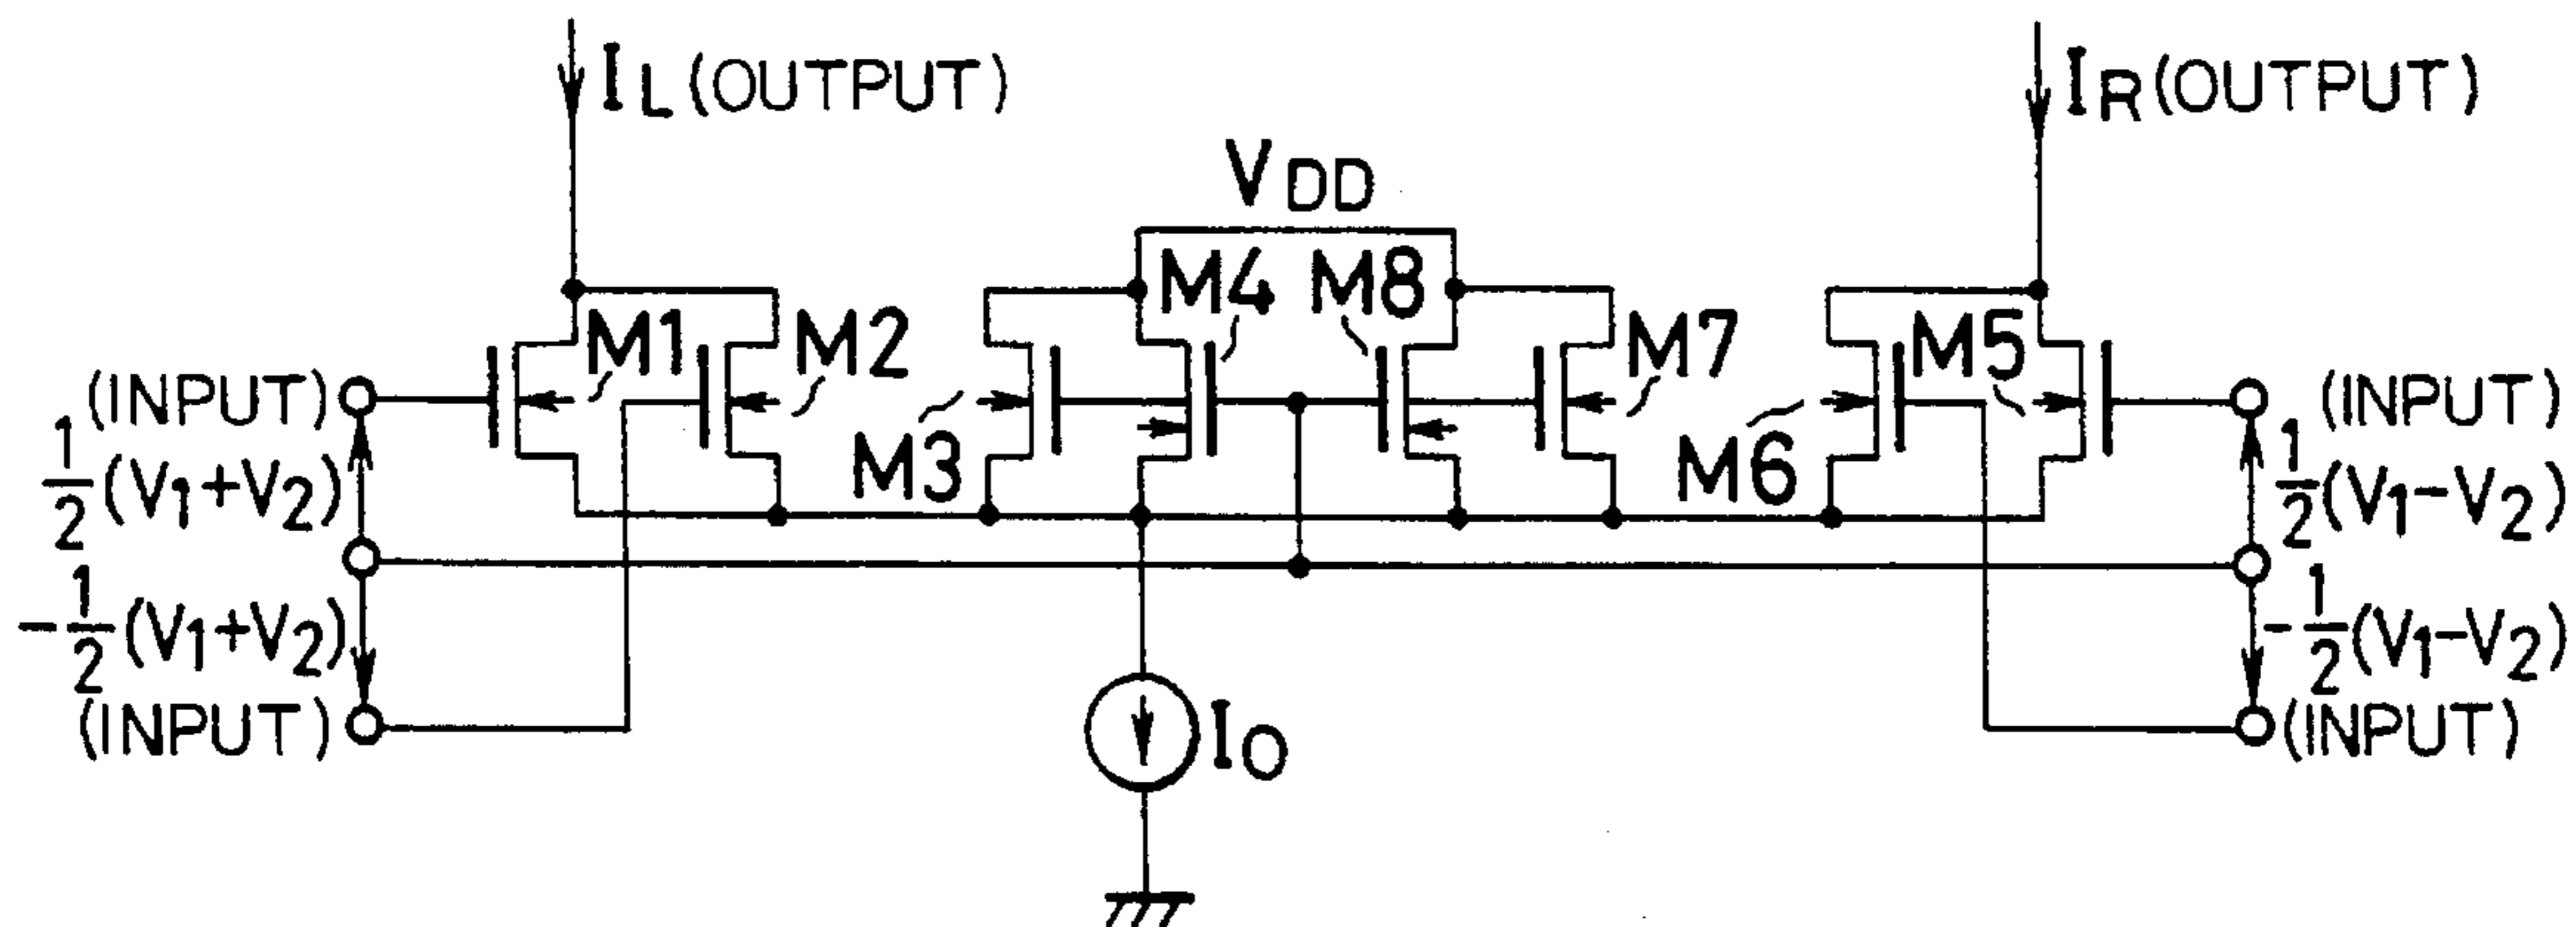 IL (OUTPUT)
IR (OUTPUT)
VDD
M4
M8
M1
M2
M7
M5
M3
M6
(INPUT)
1/2 (V1+V2)
-1/2 (V1+V2)
(INPUT)
(INPUT)
1/2 (V1-V2)
-1/2 (V1-V2)
(INPUT)
IO